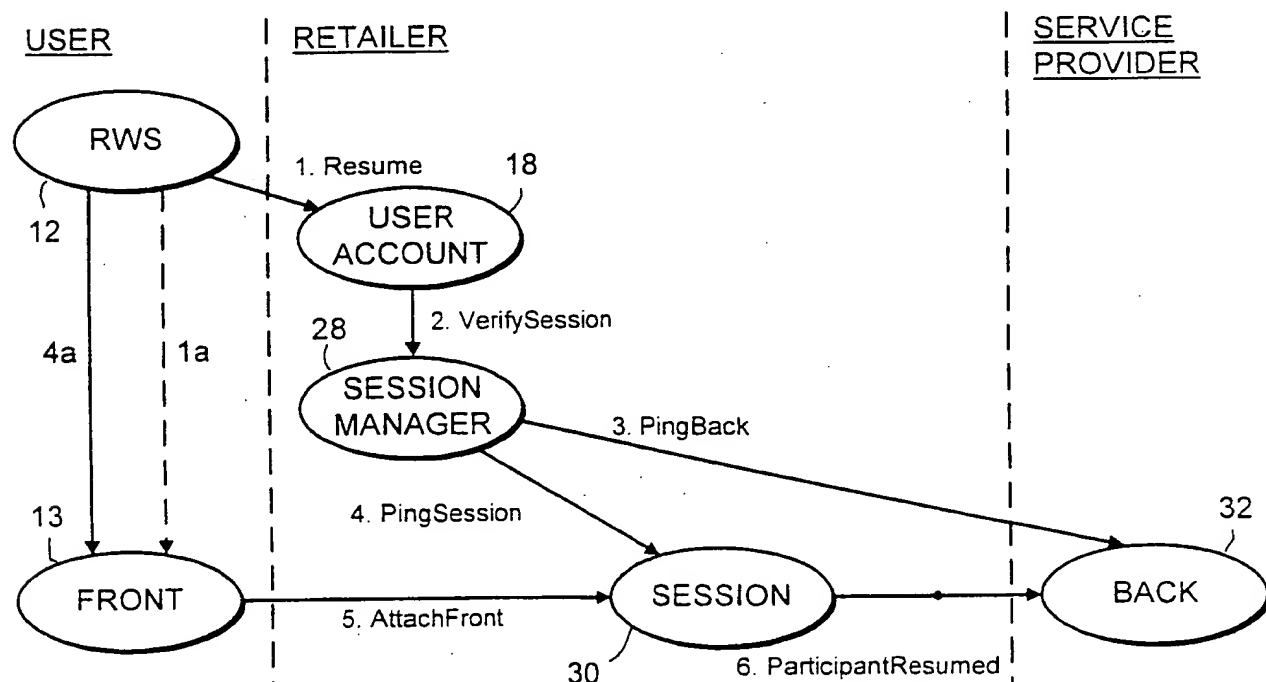 USER
RETAILER
SERVICE
PROVIDER
RWS
1. Resume
18
12
USER
ACCOUNT
2. VerifySession
28
4a
1a
SESSION
MANAGER
3. PingBack
4. PingSession
13
32
FRONT
SESSION
BACK
5. AttachFront
30
6. ParticipantResumed